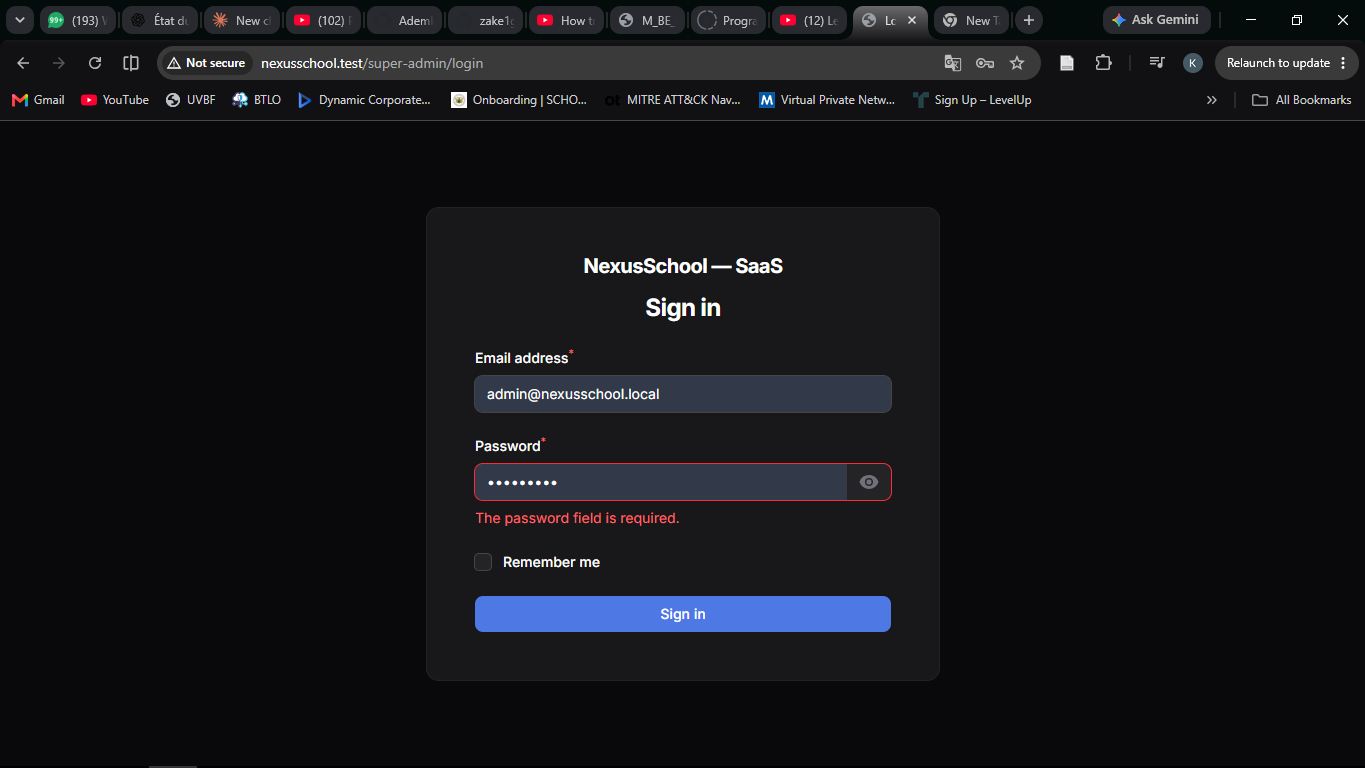 (193)
État du
New c
(102)
Ademi
zake1
How to
M_BE_
Progra
(12) Le
Lo
New T
Ask Gemini
Not secure
nexusschool.test/super-admin/login
K
Relaunch to update
Gmail
YouTube
UVBF
BTLO
Dynamic Corporate...
Onboarding | SCHO...
MITRE ATT&CK Nav...
Virtual Private Netw...
Sign Up – LevelUp
All Bookmarks
NexusSchool — SaaS
Sign in
Email address*
admin@nexusschool.local
Password*
•••••••••
The password field is required.
Remember me
Sign in